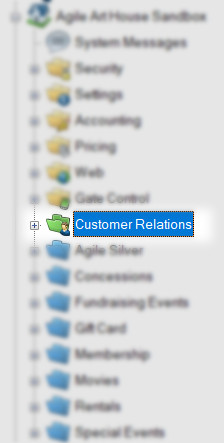 Agile Art House Sandbox
System Messages
Security
Settings
Accounting
Pricing
Web
Gate Control
Customer Relations
Agile Silver
Concessions
Fundraising Events
Gift Card
Membership
Movies
Rentals
Special Events